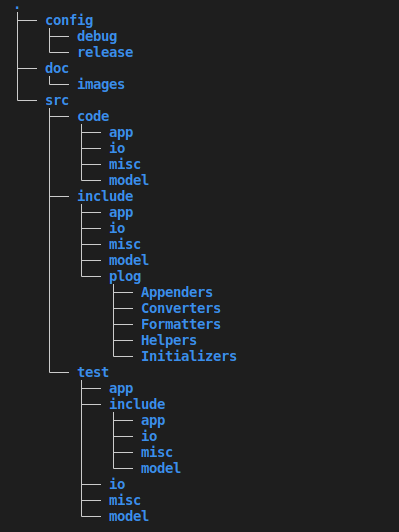 .
├── config
│   ├── debug
│   └── release
├── doc
│   └── images
└── src
    ├── code
    │   ├── app
    │   ├── io
    │   ├── misc
    │   └── model
    ├── include
    │   ├── app
    │   ├── io
    │   ├── misc
    │   ├── model
    │   └── plog
    │       ├── Appenders
    │       ├── Converters
    │       ├── Formatters
    │       ├── Helpers
    │       └── Initializers
    └── test
        ├── app
        ├── include
        │   ├── app
        │   ├── io
        │   ├── misc
        │   └── model
        ├── io
        ├── misc
        └── model